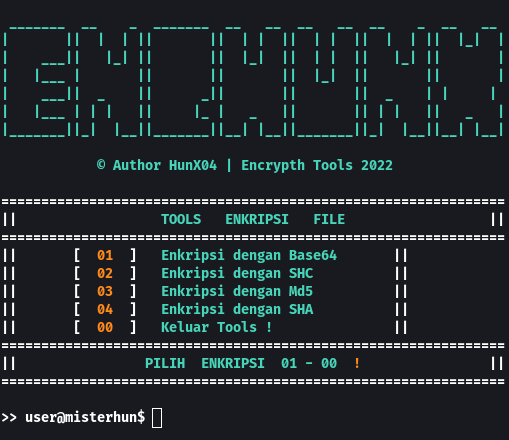 © Author HunX04 | Encrypt Tools 2022
==============================================================
|| TOOLS ENKRIPSI FILE ||
==============================================================
|| [ 01 ] Enkripsi dengan Base64 ||
|| [ 02 ] Enkripsi dengan SHC ||
|| [ 03 ] Enkripsi dengan Md5 ||
|| [ 04 ] Enkripsi dengan SHA ||
|| [ 00 ] Keluar Tools ! ||
==============================================================
|| PILIH ENKRIPSI 01 - 00 ! ||
==============================================================
>> user@misterhun$